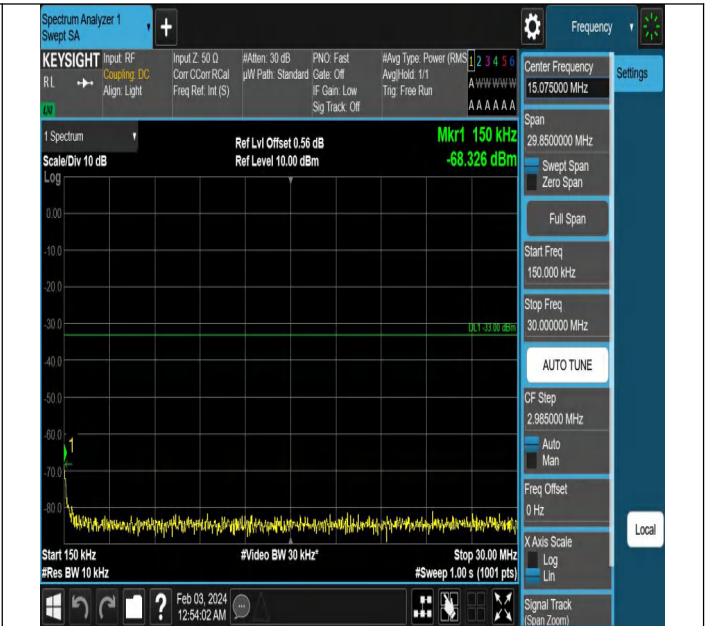 Spectrum Analyzer 1
Swept SA
+
Frequency
KEYSIGHT
RL
Input: RF
Coupling: DC
Align: Light
Input Z: 50 Ω
Corr CCorr RCal
Freq Ref: Int (S)
#Atten: 30 dB
µW Path: Standard
PNO: Fast
Gate: Off
IF Gain: Low
Sig Track: Off
#Avg Type: Power (RMS
Avg|Hold: 1/1
Trig: Free Run
1 2 3 4 5 6
A W W W W W
A A A A A A
1 Spectrum
Scale/Div 10 dB
Log
Ref Lvl Offset 0.56 dB
Ref Level 10.00 dBm
Mkr1 150 kHz
-68.326 dBm
0.00
-10.0
-20.0
-30.0
-40.0
-50.0
-60.0
-70.0
-80.0
DL1 -33.00 dBm
1
Start 150 kHz
#Res BW 10 kHz
#Video BW 30 kHz*
Stop 30.00 MHz
#Sweep 1.00 s (1001 pts)
?
Feb 03, 2024
12:54:02 AM
Center Frequency
15.075000 MHz
Settings
Span
29.8500000 MHz
Swept Span
Zero Span
Full Span
Start Freq
150.000 kHz
Stop Freq
30.000000 MHz
AUTO TUNE
CF Step
2.985000 MHz
Auto
Man
Freq Offset
0 Hz
Local
X Axis Scale
Log
Lin
Signal Track
(Span Zoom)